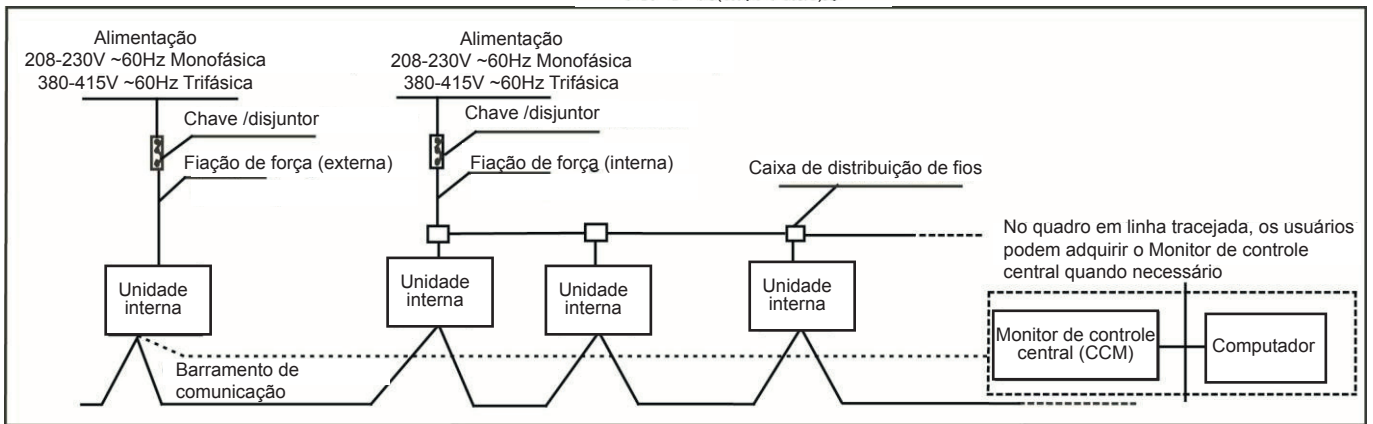 Alimentação
208-230V ~60Hz Monofásica
380-415V ~60Hz Trifásica
Chave /disjuntor
Fiação de força (externa)
Alimentação
208-230V ~60Hz Monofásica
380-415V ~60Hz Trifásica
Chave /disjuntor
Fiação de força (interna)
Caixa de distribuição de fios
No quadro em linha tracejada, os usuários
podem adquirir o Monitor de controle
central quando necessário
Unidade
interna
Unidade
interna
Unidade
interna
Unidade
interna
Monitor de controle
central (CCM)
Computador
Barramento de
comunicação